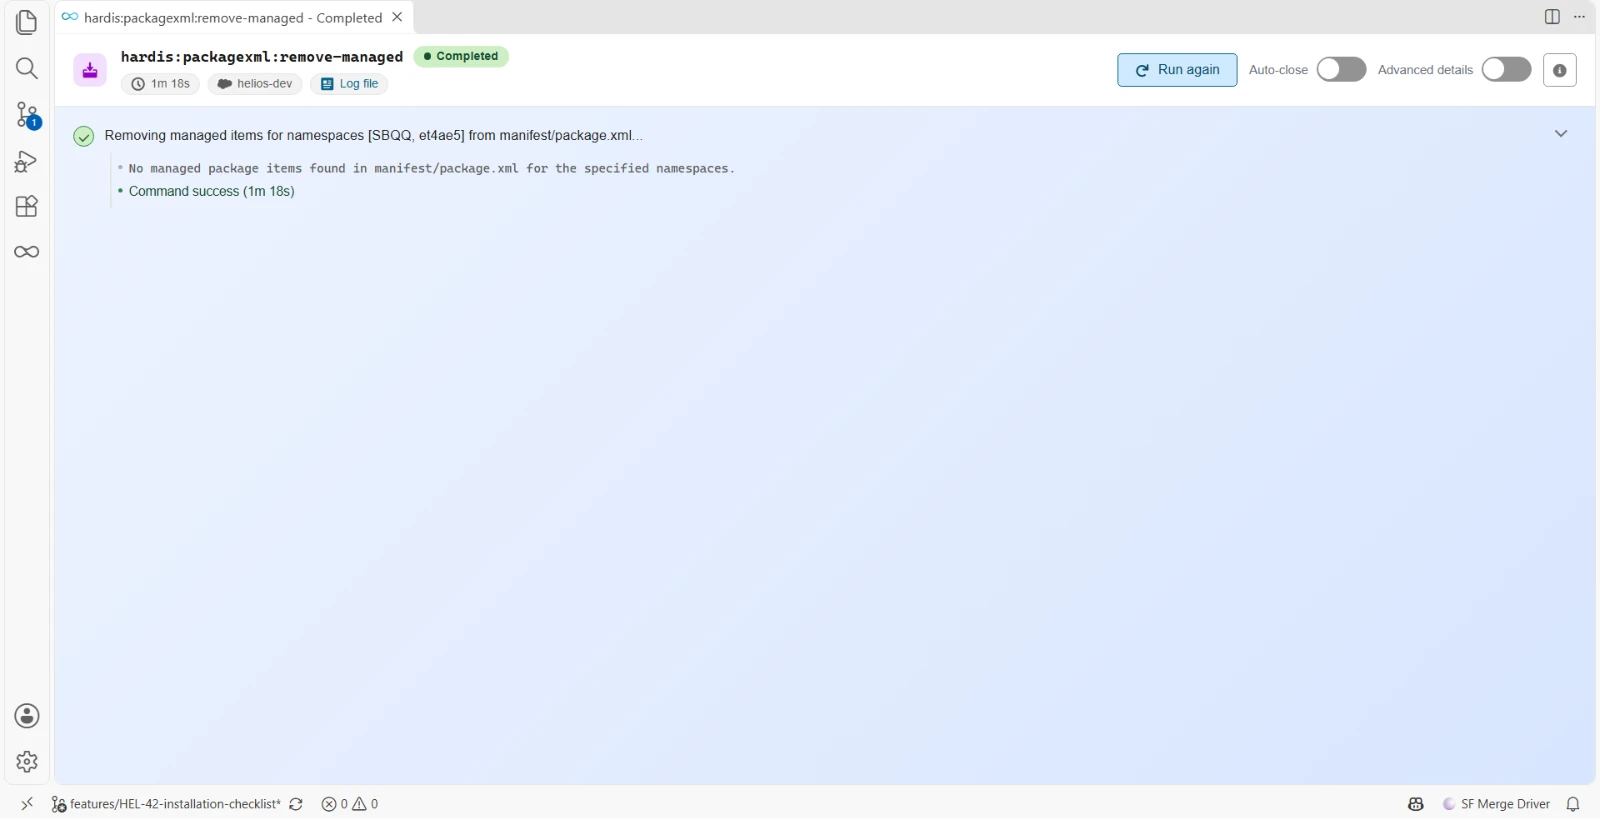 hardis:packagexml:remove-managed - Completed
hardis:packagexml:remove-managed
Completed
1m 18s
helios-dev
Log file
Run again
Auto-close
Advanced details
Removing managed items for namespaces [SBQQ, et4ae5] from manifest/package.xml...
No managed package items found in manifest/package.xml for the specified namespaces.
Command success (1m 18s)
1
features/HEL-42-installation-checklist*
0
0
SF Merge Driver